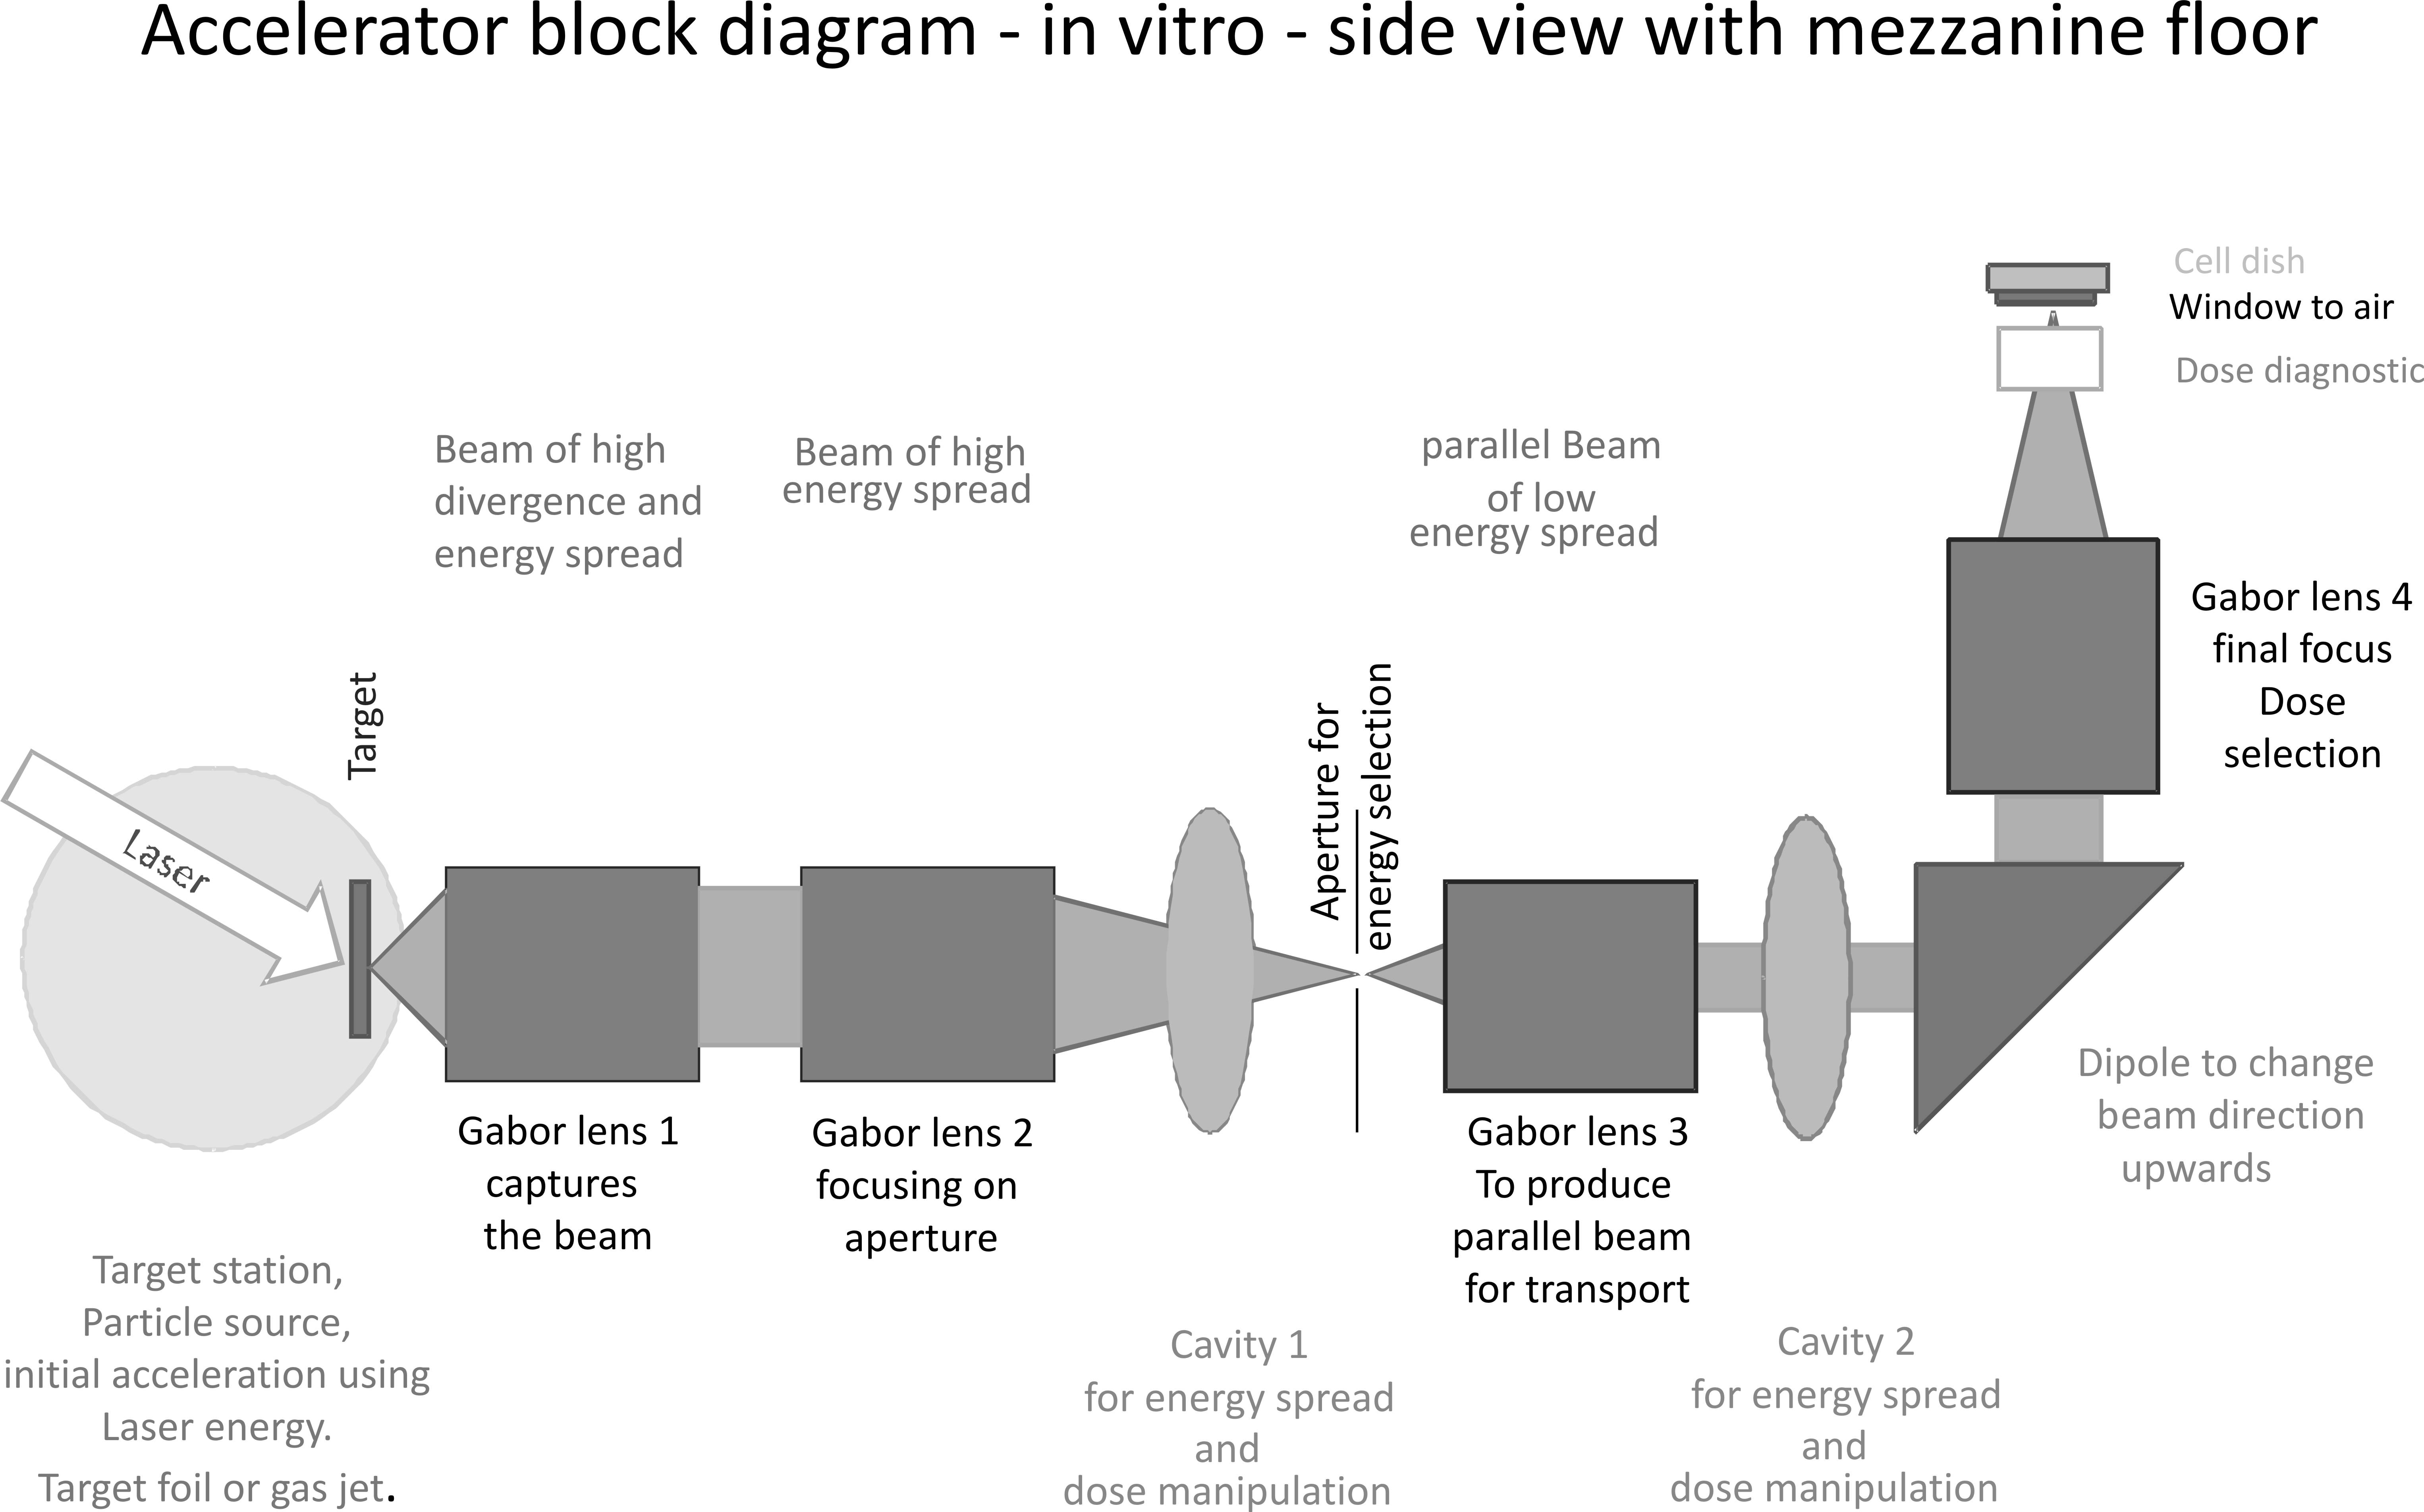 Accelerator block diagram - in vitro - side view with mezzanine floor
Cell dish
Window to air
Dose diagnostic
Beam of high
divergence and
energy spread
Beam of high
energy spread
parallel Beam
of low
energy spread
Gabor lens 4
final focus
Dose
selection
Target
Aperture for
energy selection
Laser
Dipole to change
beam direction
upwards
Gabor lens 1
captures
the beam
Gabor lens 2
focusing on
aperture
Gabor lens 3
To produce
parallel beam
for transport
Target station,
Particle source,
initial acceleration using
Laser energy.
Target foil or gas jet.
Cavity 1
for energy spread
and
dose manipulation
Cavity 2
for energy spread
and
dose manipulation